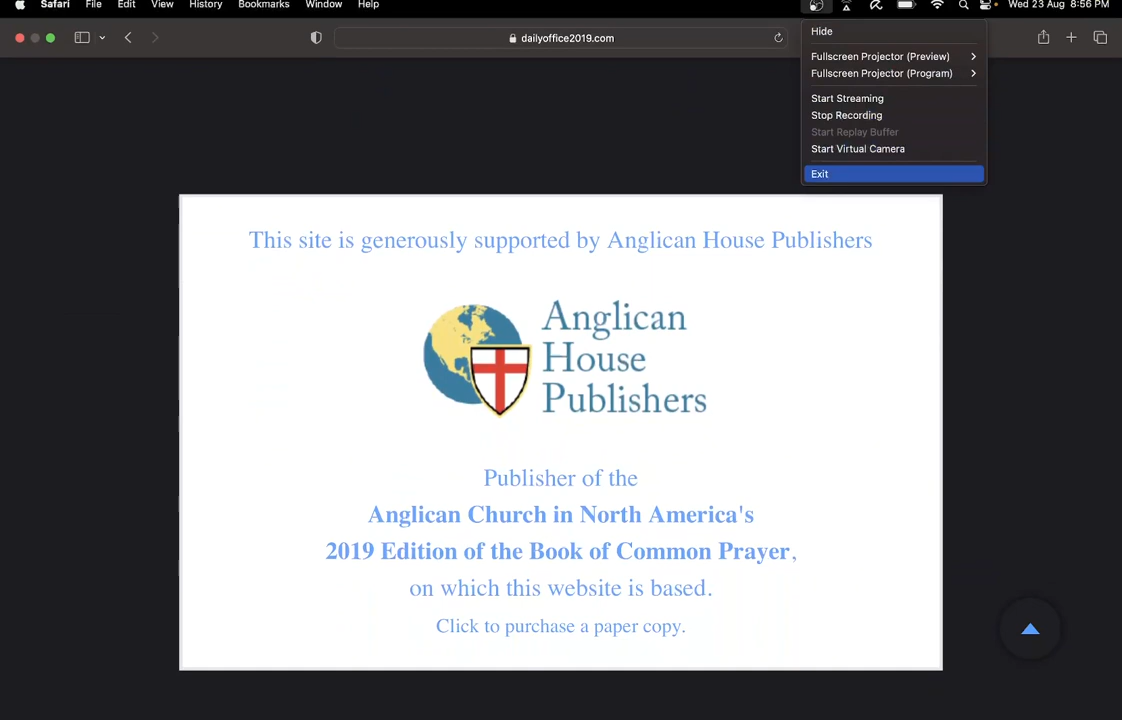 Safari File Edit View History Bookmarks Window Help Wed 23 Aug 8:56 PM
dailyoffice2019.com
Hide
Fullscreen Projector (Preview)
Fullscreen Projector (Program)
Start Streaming
Stop Recording
Start Replay Buffer
Start Virtual Camera
Exit
This site is generously supported by Anglican House Publishers
Anglican
House
Publishers
Publisher of the
Anglican Church in North America's
2019 Edition of the Book of Common Prayer,
on which this website is based.
Click to purchase a paper copy.